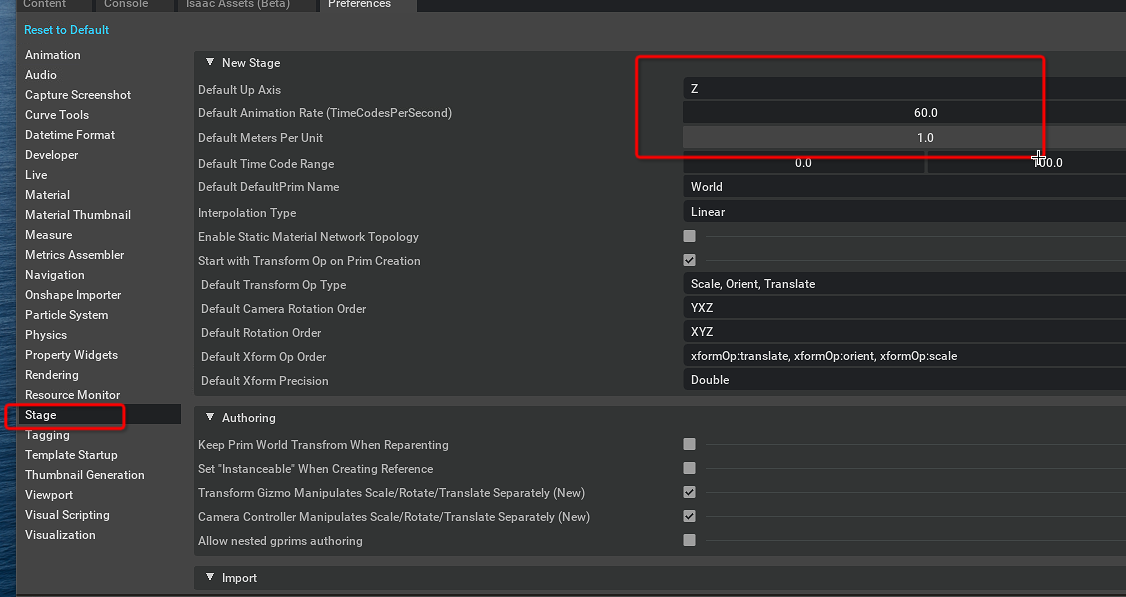 Content Console Isaac Assets (Beta) Preferences
Reset to Default
Animation
Audio
Capture Screenshot
Curve Tools
Datetime Format
Developer
Live
Material
Material Thumbnail
Measure
Metrics Assembler
Navigation
Onshape Importer
Particle System
Physics
Property Widgets
Rendering
Resource Monitor
Stage
Tagging
Template Startup
Thumbnail Generation
Viewport
Visual Scripting
Visualization
New Stage
Default Up Axis Z
Default Animation Rate (TimeCodesPerSecond) 60.0
Default Meters Per Unit 1.0
Default Time Code Range 0.0 100.0
Default DefaultPrim Name World
Interpolation Type Linear
Enable Static Material Network Topology
Start with Transform Op on Prim Creation
Default Transform Op Type Scale, Orient, Translate
Default Camera Rotation Order YXZ
Default Rotation Order XYZ
Default Xform Op Order xformOp:translate, xformOp:orient, xformOp:scale
Default Xform Precision Double
Authoring
Keep Prim World Transfrom When Reparenting
Set "Instanceable" When Creating Reference
Transform Gizmo Manipulates Scale/Rotate/Translate Separately (New)
Camera Controller Manipulates Scale/Rotate/Translate Separately (New)
Allow nested gprims authoring
Import